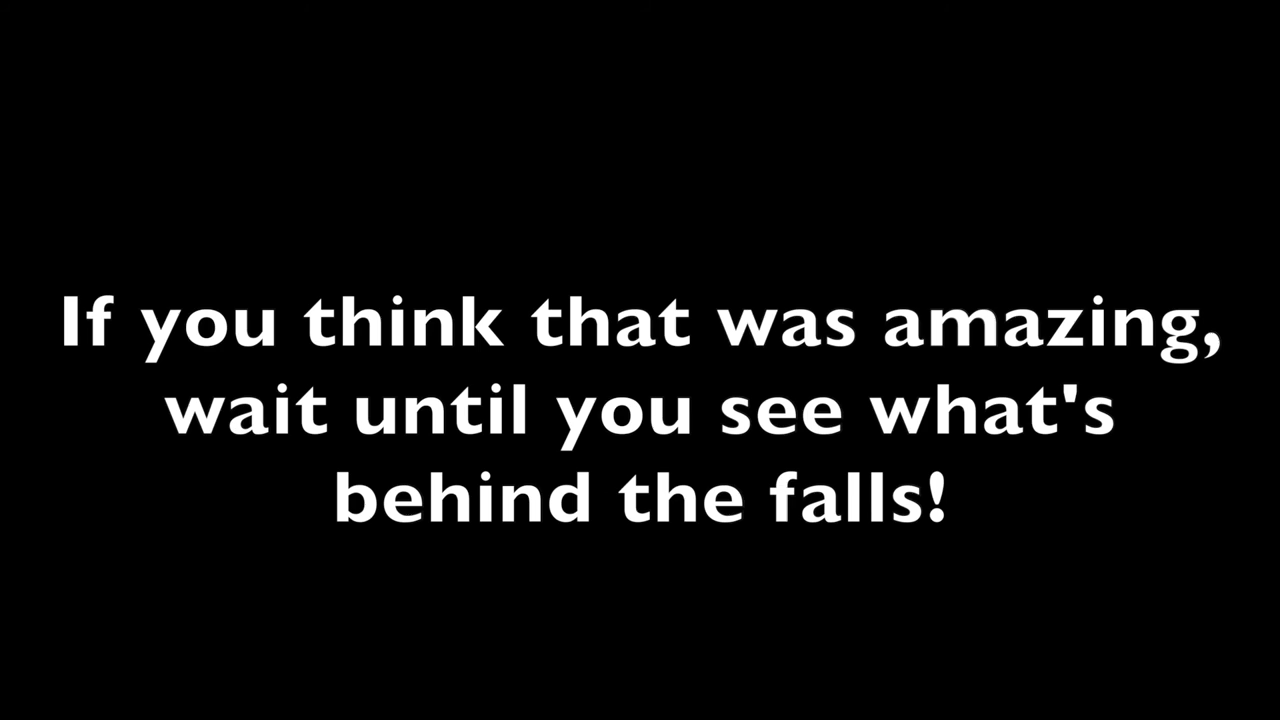 If you think that was amazing,
wait until you see what's
behind the falls!